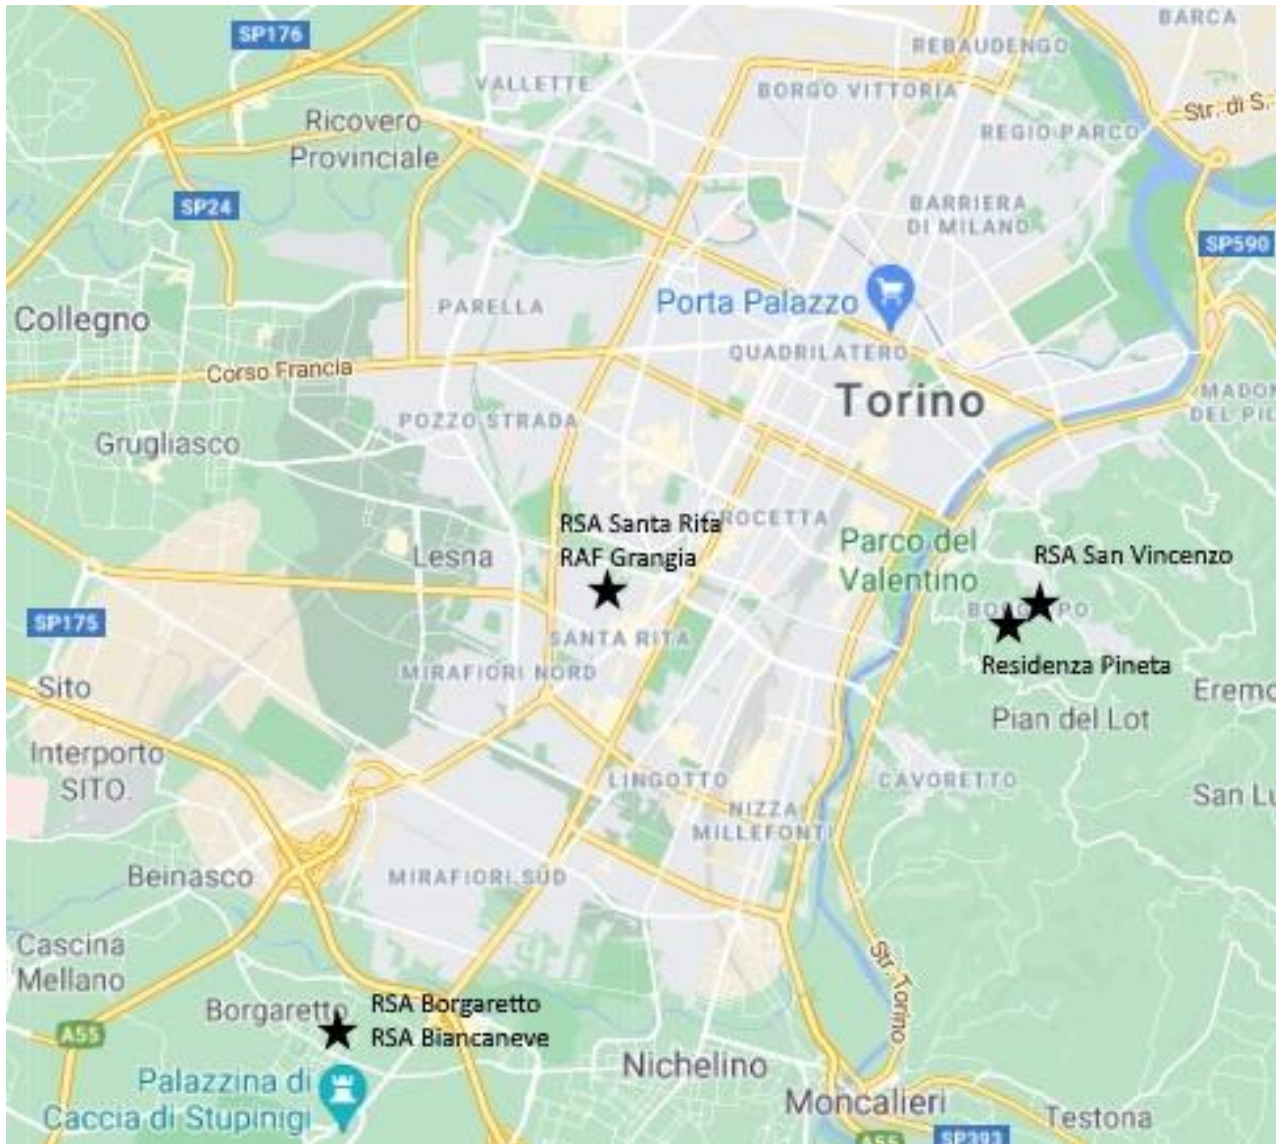 BARCA
SP176
REBAUDENGO
VALLETTE
BORGO VITTORIA
Str. di S.
Ricovero
Provinciale
REGIO PARCO
SP24
BARRIERA
DI MILANO
SP590
Porta Palazzo
PARELLA
Collegno
QUADRILATERO
Corso Francia
Torino
MADON
DEL PIL
POZZO STRADA
Grugliasco
RSA Santa Rita
CROCETTA
RAF Grangia
Lesna
Parco del
Valentino
RSA San Vincenzo
SP175
SANTA RITA
Residenza Pineta
MIRAFIORI NORD
Sito
Eremo
Pian del Lot
Interporto
SITO.
LINGOTTO
CAVORETTO
San Lu
NIZZA
MILLEFONTI
Beinasco
MIRAFIORI SUD
Cascina
Mellano
Str. Torino
Borgaretto
RSA Borgaretto
RSA Biancaneve
A55
Nichelino
Palazzina di
Caccia di Stupinigi
Moncalieri
Testona
A55
SP393